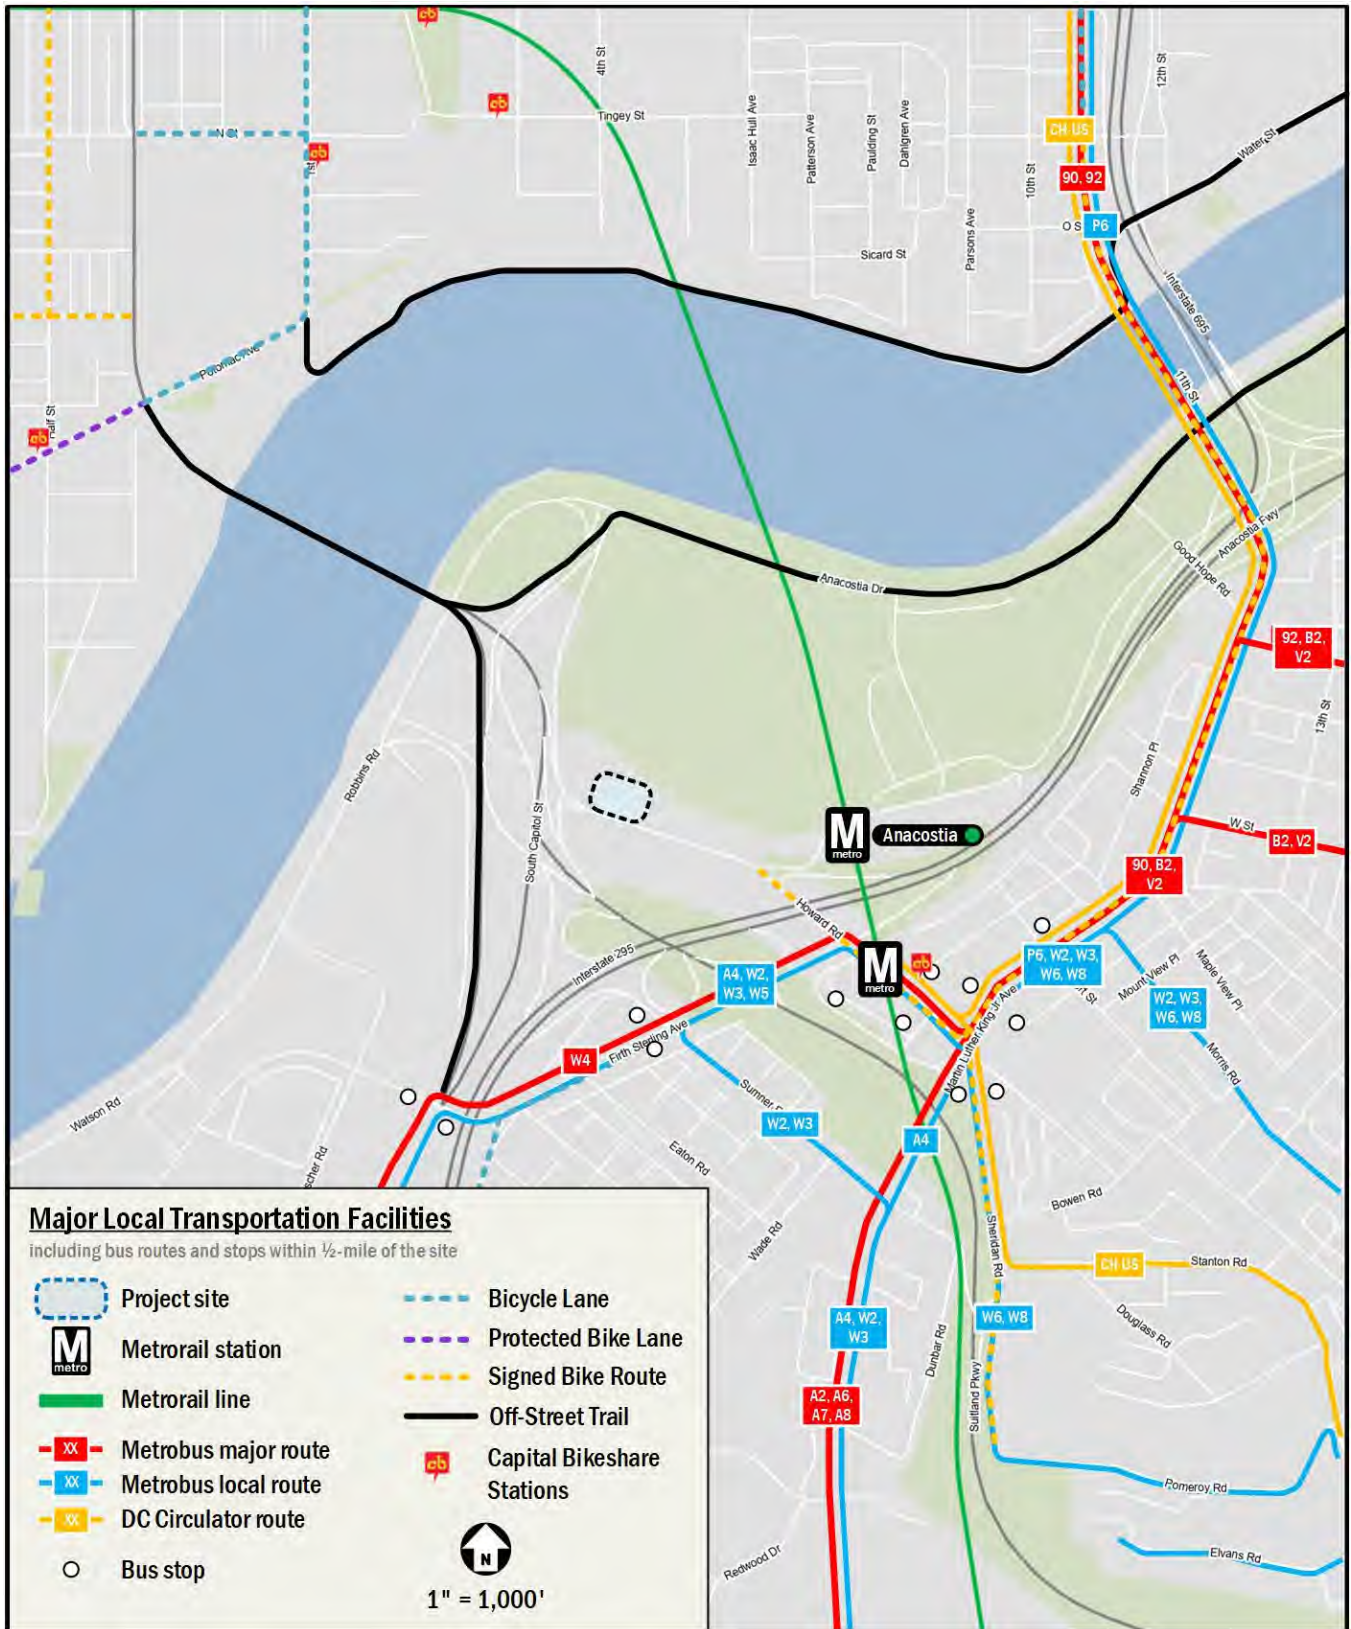 4th St
12th St
Tingey St
Isaac Hull Ave
Patterson Ave
Paulding St
Dahlgren Ave
CH US
N St
1st
Water St
10th St
90, 92
O S
P6
Parsons Ave
Sicard St
Interstate 695
Potomac Ave
11th St
Half St
Anacostia Fwy
Good Hope Rd
Anacostia Dr
92, B2,
V2
13th St
Shannon Pl
Robbins Rd
South Capitol St
M
metro
Anacostia
W St
B2, V2
90, B2,
V2
Howard Rd
Interstate 295
M
metro
A4, W2,
W3, W5
P6, W2, W3,
W6, W8
Mount View Pl
Maple View Pl
W2, W3,
W6, W8
Martin Luther King Jr Ave
Firth Sterling Ave
W4
Morris Rd
Watson Rd
Sumner
W2, W3
A4
Eaton Rd
scher Rd
Bowen Rd
Wade Rd
Sheridan Rd
CH US
Stanton Rd
A4, W2,
W3
W6, W8
Douglass Rd
Dunbar Rd
Suitland Pkwy
A2, A6,
A7, A8
Pomeroy Rd
Redwood Dr
Elvans Rd
Major Local Transportation Facilities
including bus routes and stops within ½-mile of the site
Project site
M
metro
Metrorail station
Metrorail line
XX
Metrobus major route
XX
Metrobus local route
XX
DC Circulator route
Bus stop
Bicycle Lane
Protected Bike Lane
Signed Bike Route
Off-Street Trail
cb
Capital Bikeshare
Stations
N
1" = 1,000'